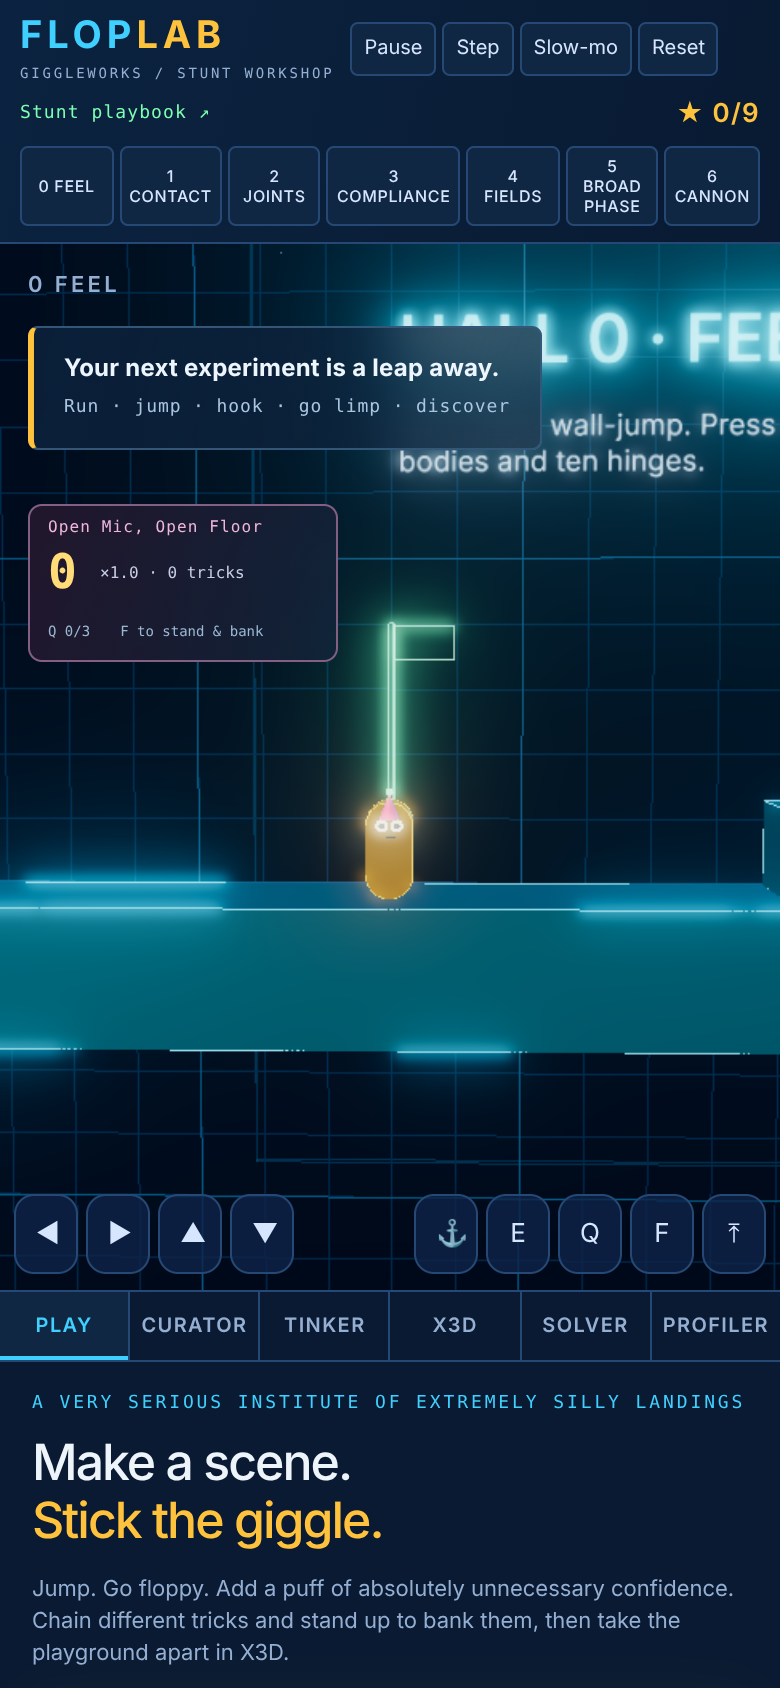 FLOPLAB
GIGGLEWORKS / STUNT WORKSHOP
Pause
Step
Slow-mo
Reset
Stunt playbook ↗
★ 0/9
0 FEEL
1 CONTACT
2 JOINTS
3 COMPLIANCE
4 FIELDS
5 BROAD PHASE
6 CANNON
0 FEEL
Your next experiment is a leap away.
Run · jump · hook · go limp · discover
0 ·
wall-jump. Press
bodies and ten hinges.
Open Mic, Open Floor
0 ×1.0 · 0 tricks
Q 0/3 F to stand & bank
◀ ▶ ▲ ▼ ⚓ E Q F ⤒
PLAY
CURATOR
TINKER
X3D
SOLVER
PROFILER
A VERY SERIOUS INSTITUTE OF EXTREMELY SILLY LANDINGS
Make a scene.
Stick the giggle.
Jump. Go floppy. Add a puff of absolutely unnecessary confidence.
Chain different tricks and stand up to bank them, then take the
playground apart in X3D.